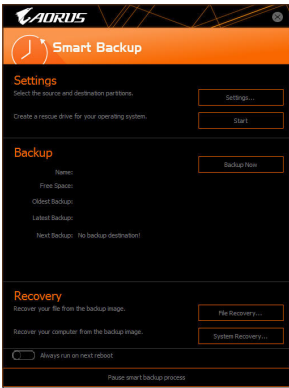 AORUS
Smart Backup
Settings
Select the source and destination partitions.
Settings...
Create a rescue drive for your operating system.
Start
Backup
Backup Now
Name:
Free Space:
Oldest Backup:
Latest Backup:
Next Backup: No backup destination!
Recovery
Recover your file from the backup image.
File Recovery...
Recover your computer from the backup image.
System Recovery...
Always run on next reboot
Pause smart backup process